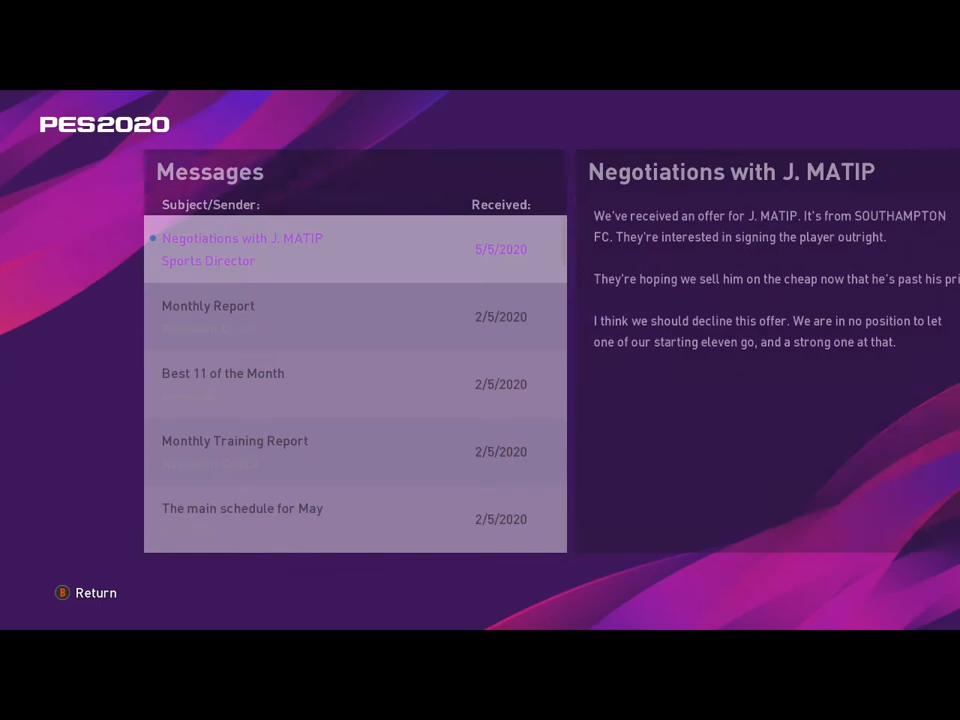 PES2020
Messages
Subject/Sender:
Received:
Negotiations with J. MATIP
Sports Director
5/5/2020
Monthly Report
2/5/2020
Best 11 of the Month
2/5/2020
Monthly Training Report
2/5/2020
The main schedule for May
2/5/2020
Negotiations with J. MATIP
We've received an offer for J. MATIP. It's from SOUTHAMPTON
FC. They're interested in signing the player outright.
They're hoping we sell him on the cheap now that he's past his pri
I think we should decline this offer. We are in no position to let
one of our starting eleven go, and a strong one at that.
B Return